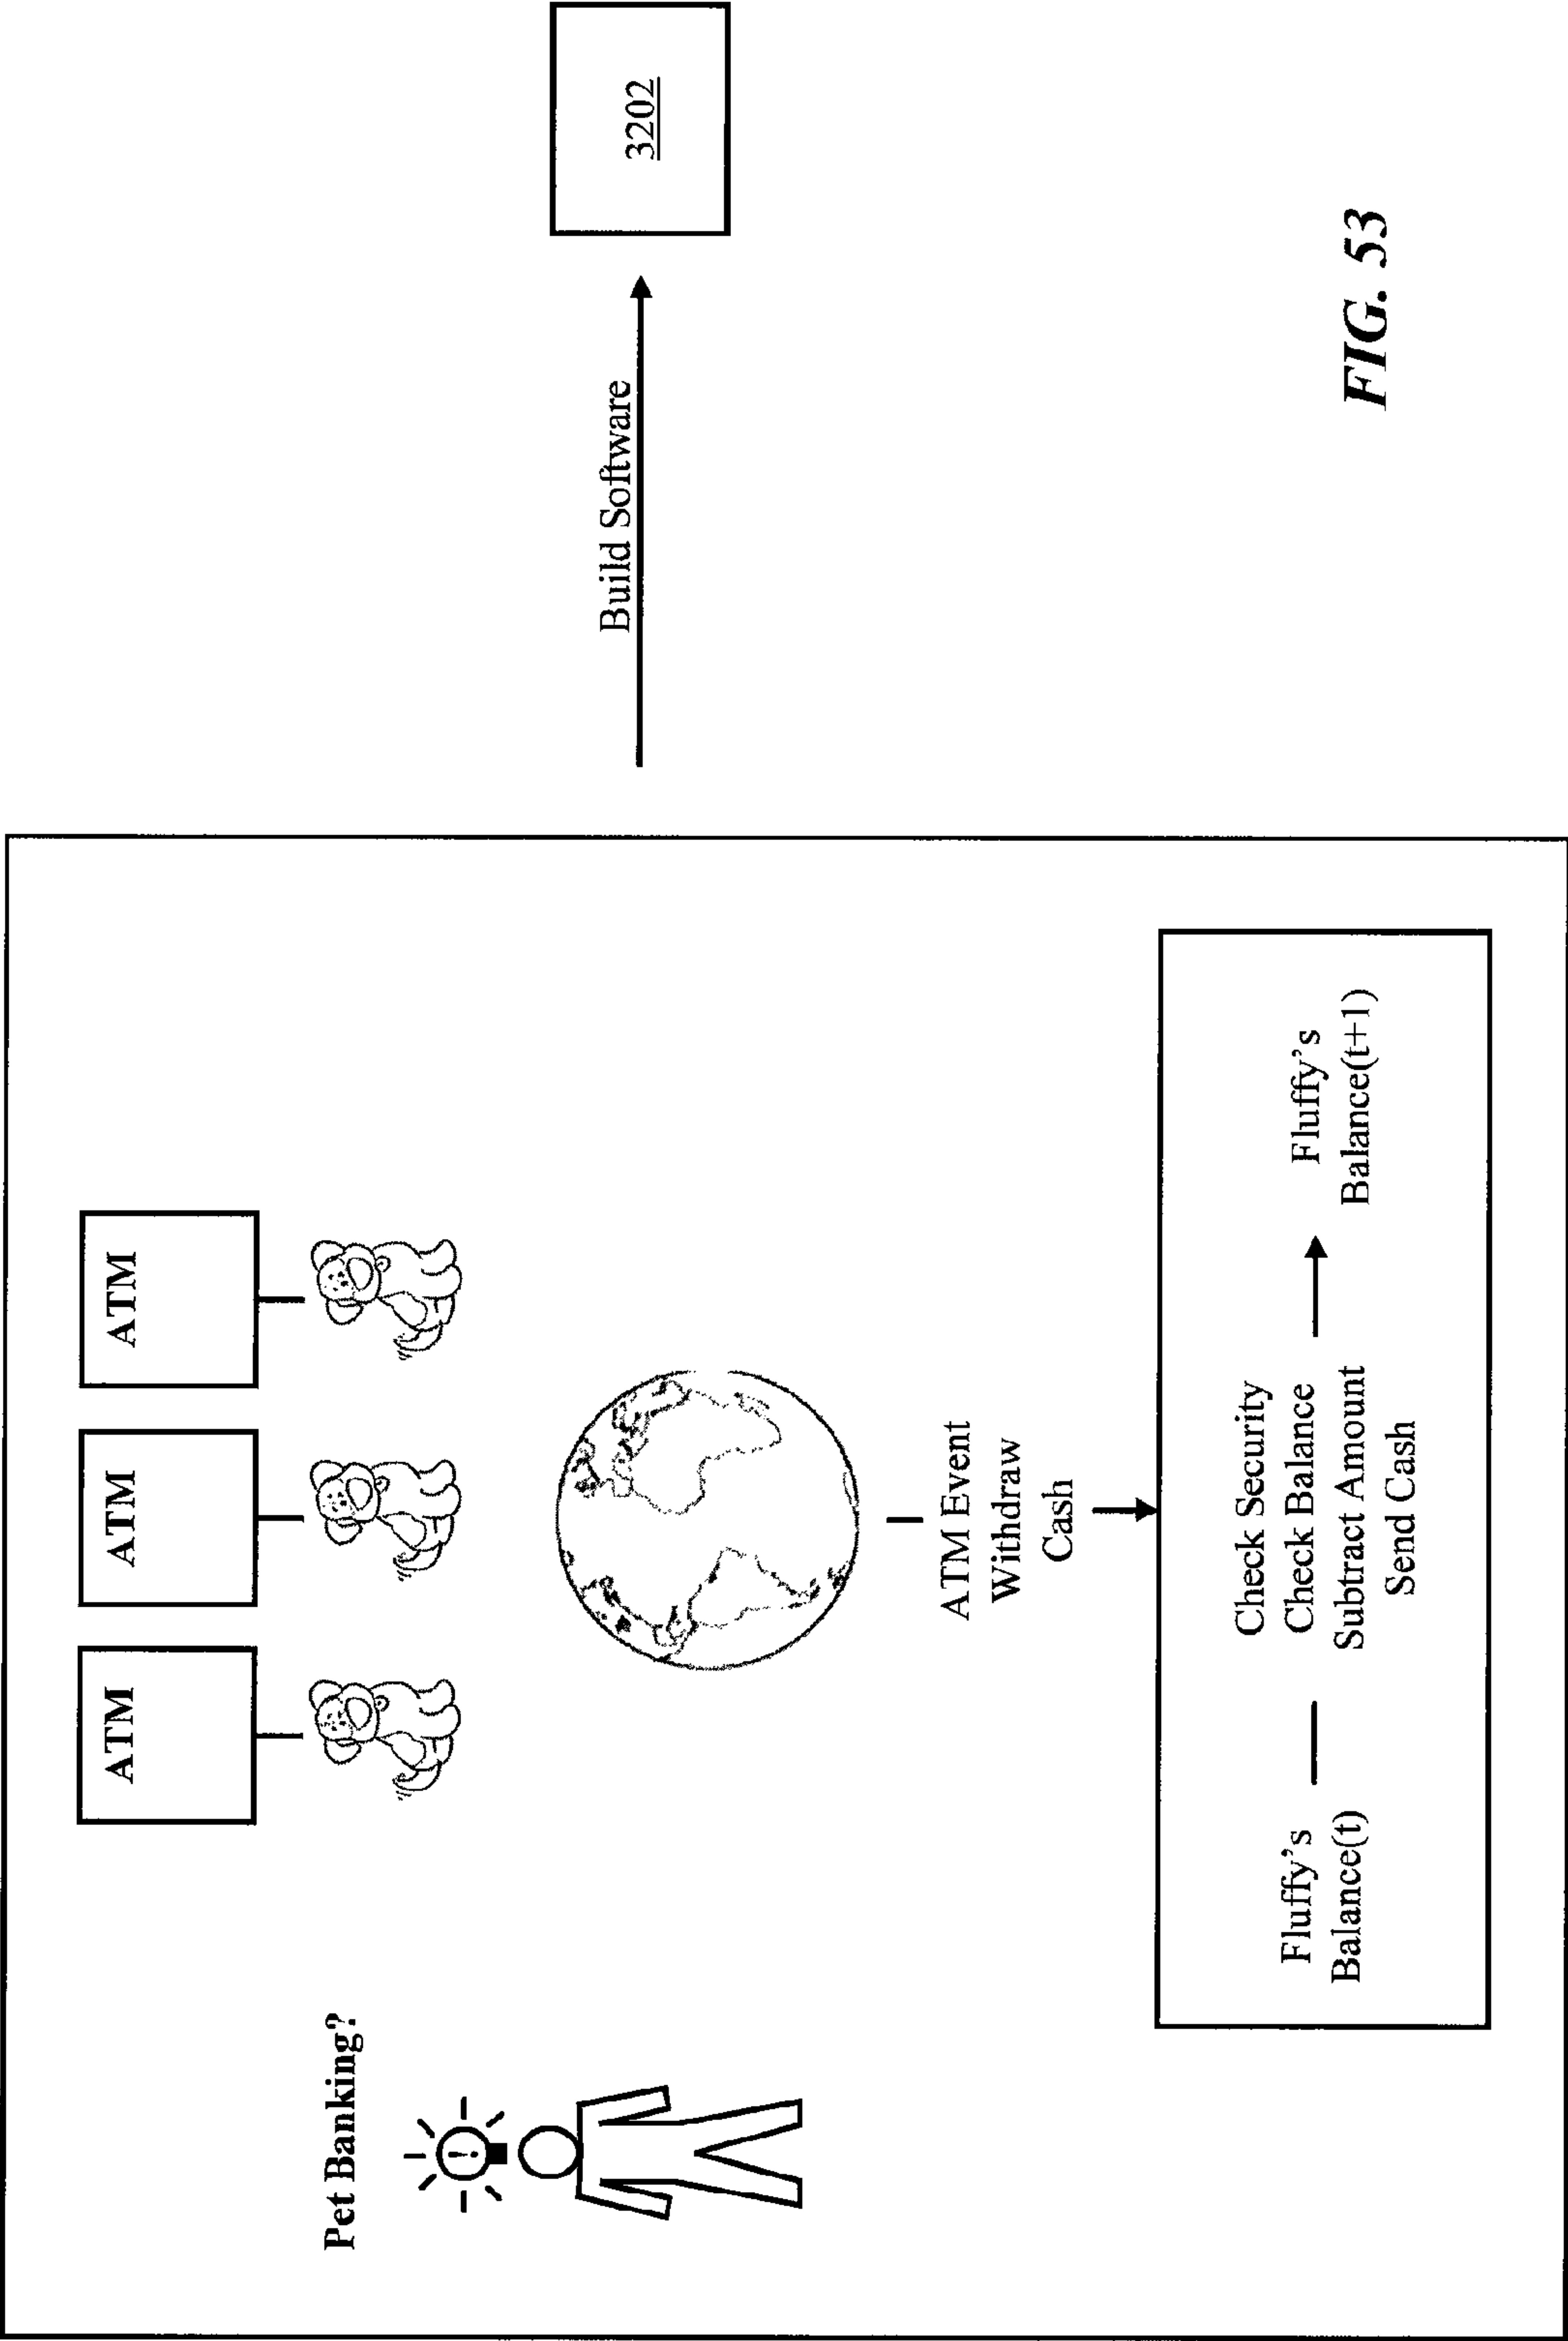 Pet Banking?
ATM
ATM
ATM
ATM Event
Withdraw
Cash
Fluffy's
Balance(t)
Check Security
Check Balance
Subtract Amount
Send Cash
Fluffy's
Balance(t+1)
Build Software
3202
FIG. 53